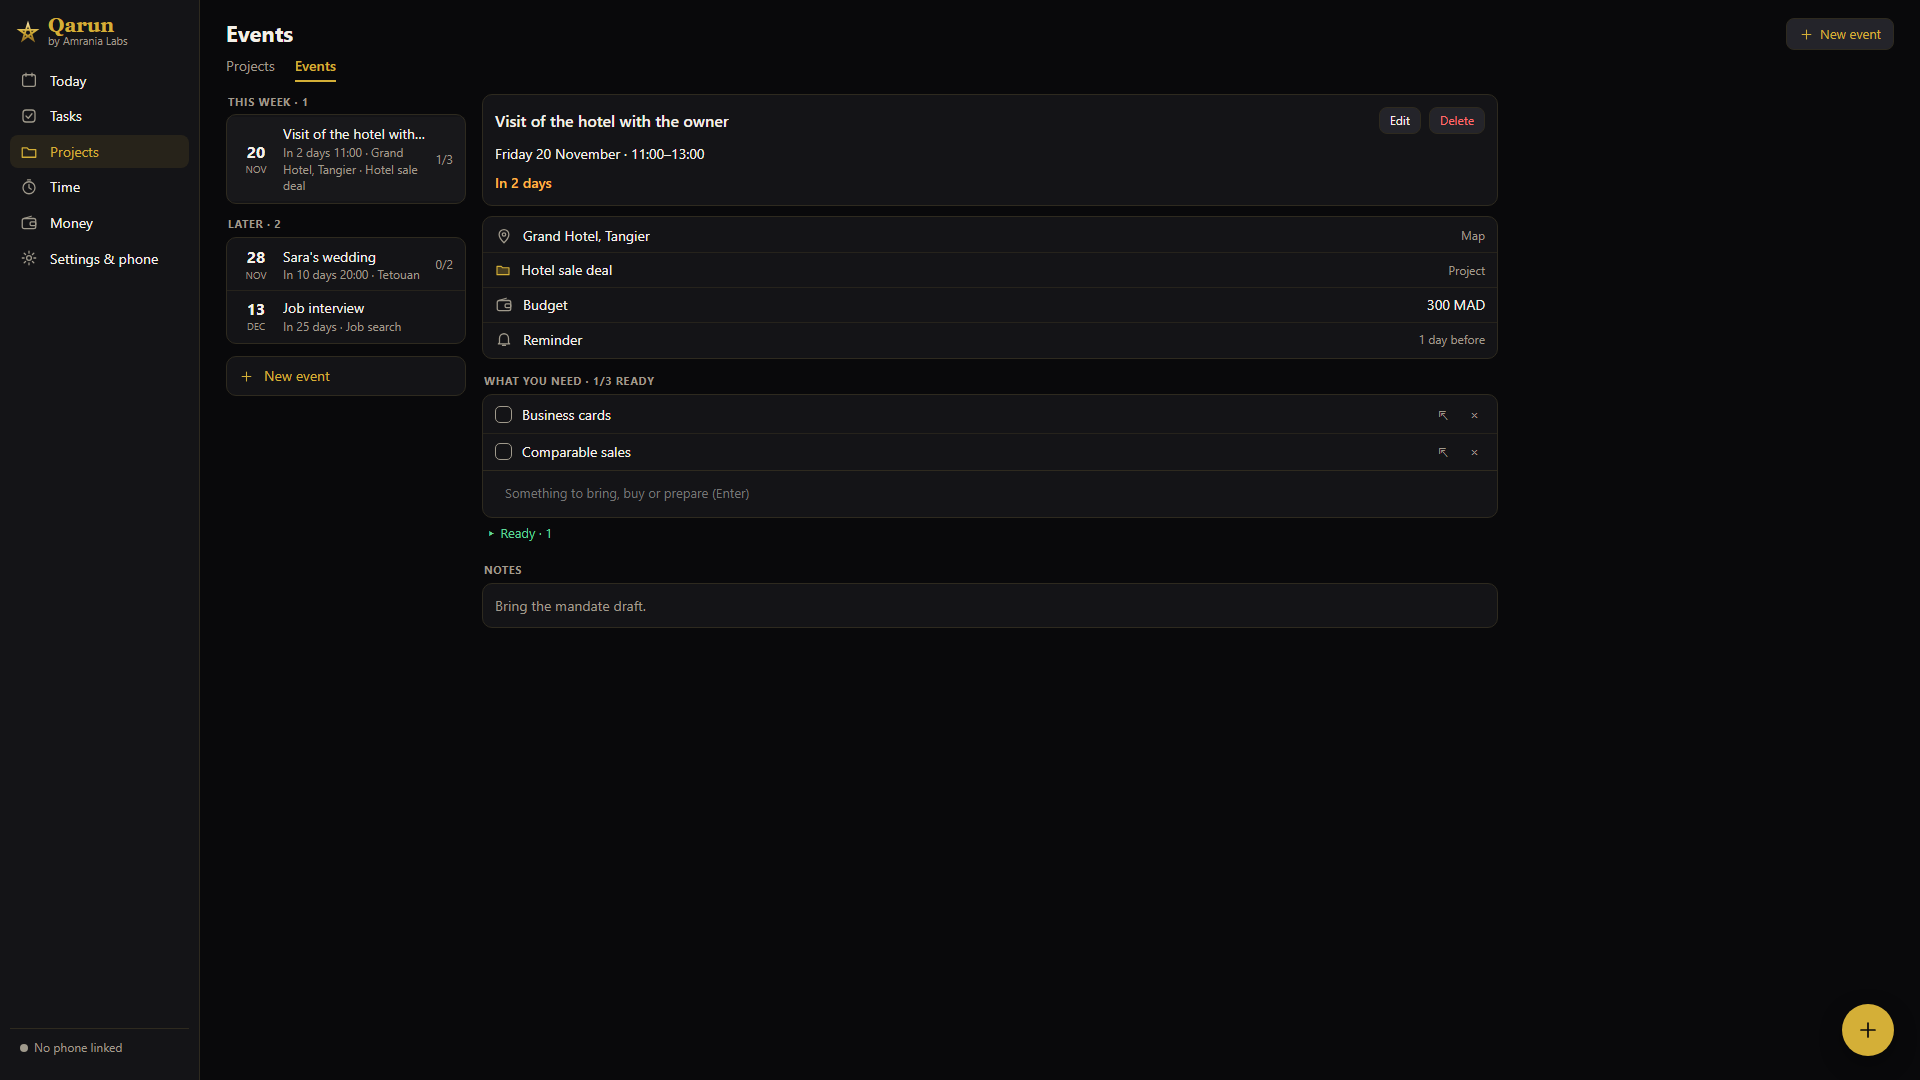 Qarun
by Amrania Labs
Today
Tasks
Projects
Time
Money
Settings & phone
No phone linked
Events
+ New event
Projects
Events
THIS WEEK · 1
20
NOV
Visit of the hotel with...
In 2 days 11:00 · Grand
Hotel, Tangier · Hotel sale
deal
1/3
LATER · 2
28
NOV
Sara's wedding
In 10 days 20:00 · Tetouan
0/2
13
DEC
Job interview
In 25 days · Job search
+ New event
Visit of the hotel with the owner
Edit
Delete
Friday 20 November · 11:00–13:00
In 2 days
Grand Hotel, Tangier
Map
Hotel sale deal
Project
Budget
300 MAD
Reminder
1 day before
WHAT YOU NEED · 1/3 READY
Business cards
Comparable sales
Something to bring, buy or prepare (Enter)
Ready · 1
NOTES
Bring the mandate draft.